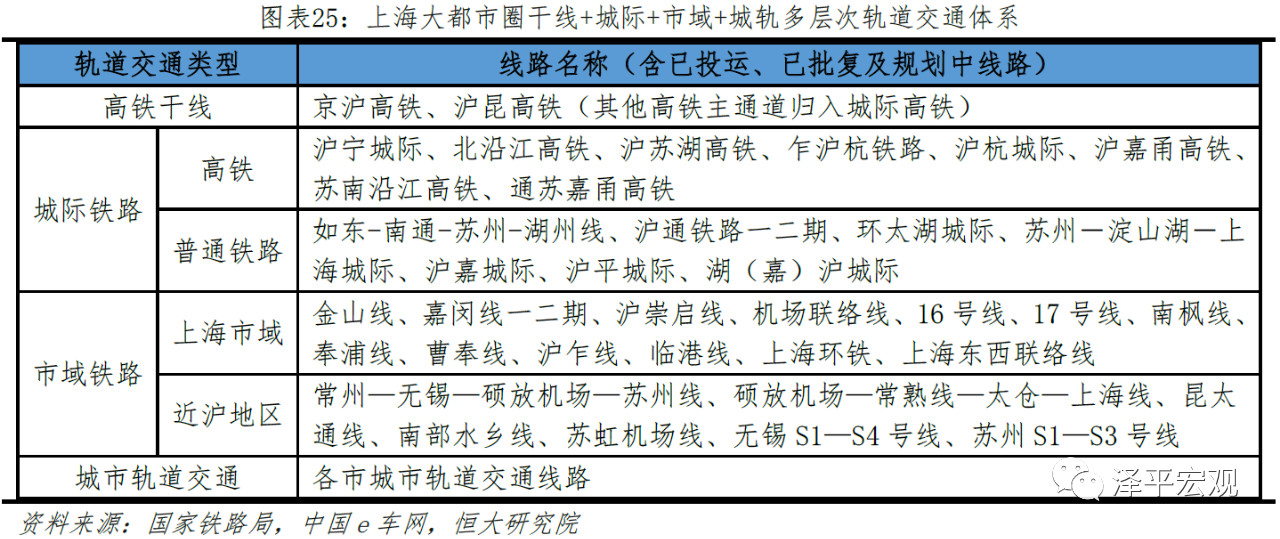 图表25：上海大都市圈干线+城际+市域+城轨多层次轨道交通体系
轨道交通类型
线路名称（含已投运、已批复及规划中线路）
高铁干线
京沪高铁、沪昆高铁（其他高铁主通道归入城际高铁）
城际铁路
高铁
沪宁城际、北沿江高铁、沪苏湖高铁、乍沪杭铁路、沪杭城际、沪嘉甬高铁、
苏南沿江高铁、通苏嘉甬高铁
普通铁路
如东-南通-苏州-湖州线、沪通铁路一二期、环太湖城际、苏州－淀山湖－上
海城际、沪嘉城际、沪平城际、湖（嘉）沪城际
市域铁路
上海市域
金山线、嘉闵线一二期、沪崇启线、机场联络线、16号线、17号线、南枫线、
奉浦线、曹奉线、沪乍线、临港线、上海环铁、上海东西联络线
近沪地区
常州—无锡—硕放机场—苏州线、硕放机场—常熟线—太仓—上海线、昆太
通线、南部水乡线、苏虹机场线、无锡S1—S4号线、苏州S1—S3号线
城市轨道交通
各市城市轨道交通线路
泽平宏观
资料来源：国家铁路局，中国e车网，恒大研究院